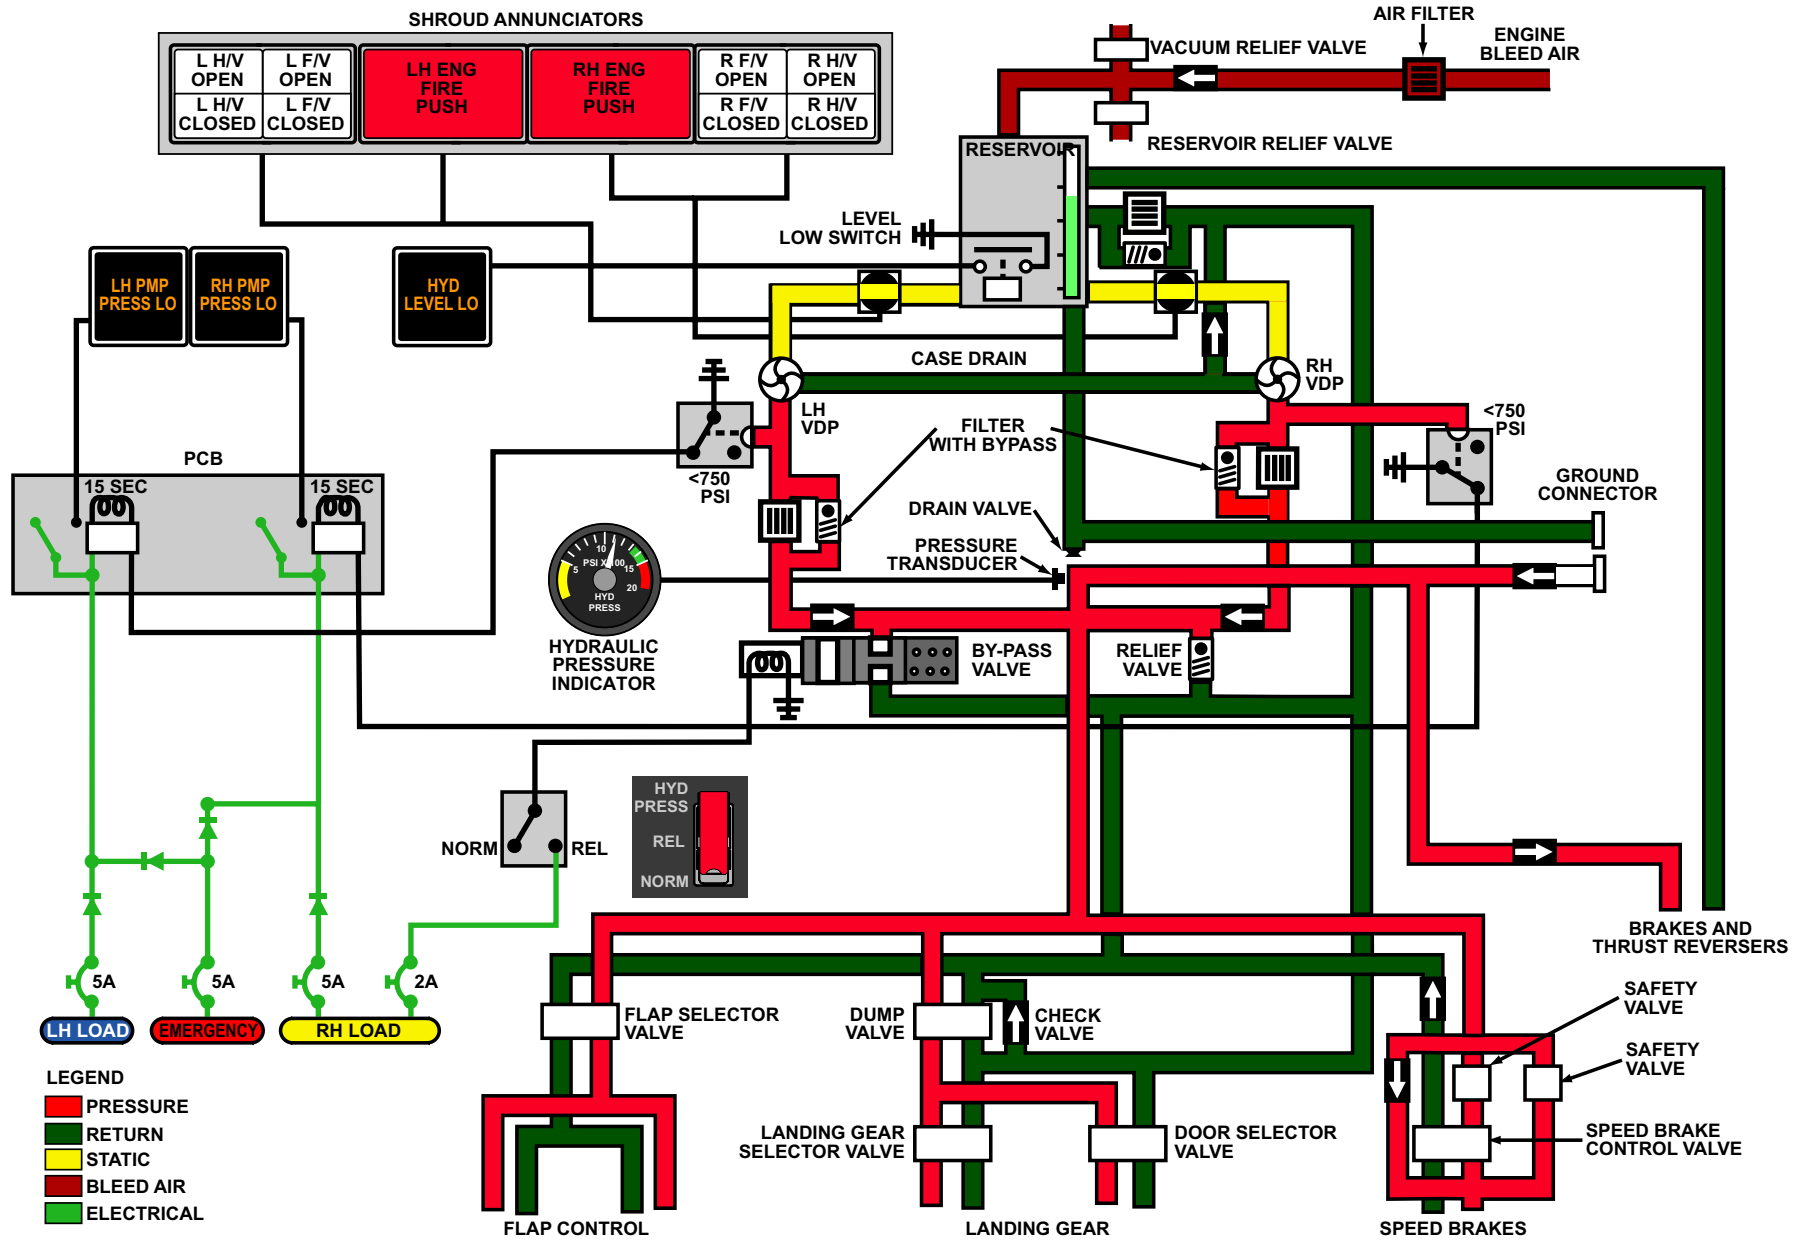 SHROUD ANNUNCIATORS
L H/V
OPEN
L F/V
OPEN
L H/V
CLOSED
L F/V
CLOSED
LH ENG
FIRE
PUSH
RH ENG
FIRE
PUSH
R F/V
OPEN
R H/V
OPEN
R F/V
CLOSED
R H/V
CLOSED
AIR FILTER
ENGINE
BLEED AIR
VACUUM RELIEF VALVE
RESERVOIR RELIEF VALVE
RESERVOIR
LEVEL
LOW SWITCH
LH PMP
PRESS LO
RH PMP
PRESS LO
HYD
LEVEL LO
CASE DRAIN
LH
VDP
RH
VDP
<750
PSI
<750
PSI
FILTER
WITH BYPASS
PCB
15 SEC
15 SEC
GROUND
CONNECTOR
DRAIN VALVE
PRESSURE
TRANSDUCER
5
10
15
20
PSI X 100
HYD
PRESS
HYDRAULIC
PRESSURE
INDICATOR
BY-PASS
VALVE
RELIEF
VALVE
NORM
REL
HYD
PRESS
REL
NORM
BRAKES AND
THRUST REVERSERS
5A
5A
5A
2A
LH LOAD
EMERGENCY
RH LOAD
FLAP SELECTOR
VALVE
DUMP
VALVE
CHECK
VALVE
SAFETY
VALVE
SAFETY
VALVE
LANDING GEAR
SELECTOR VALVE
DOOR SELECTOR
VALVE
SPEED BRAKE
CONTROL VALVE
LEGEND
PRESSURE
RETURN
STATIC
BLEED AIR
ELECTRICAL
FLAP CONTROL
LANDING GEAR
SPEED BRAKES